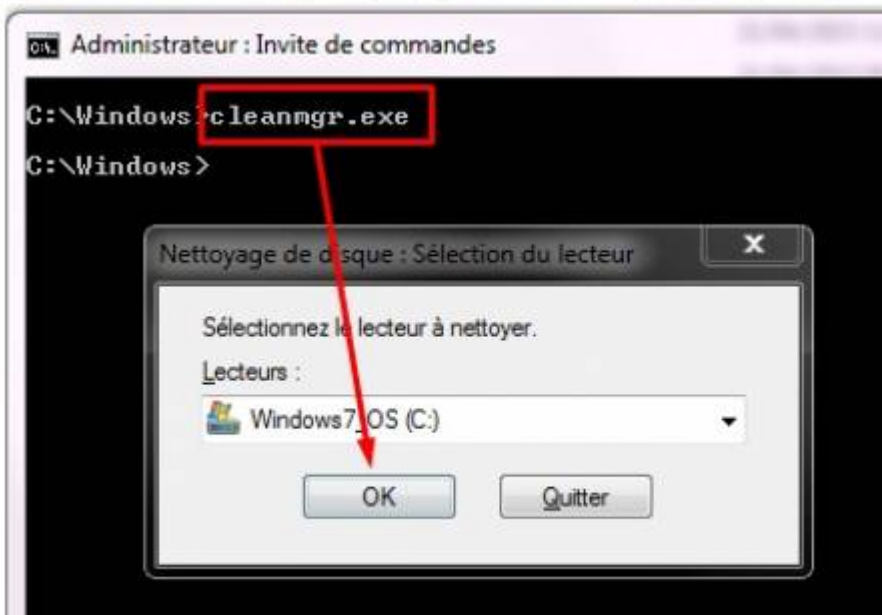 Administrateur : Invite de commandes
C:\Windows>cleanmgr.exe
C:\Windows>
Nettoyage de disque : Sélection du lecteur
Sélectionnez le lecteur à nettoyer.
Lecteurs :
Windows7_OS (C:)
OK
Quitter